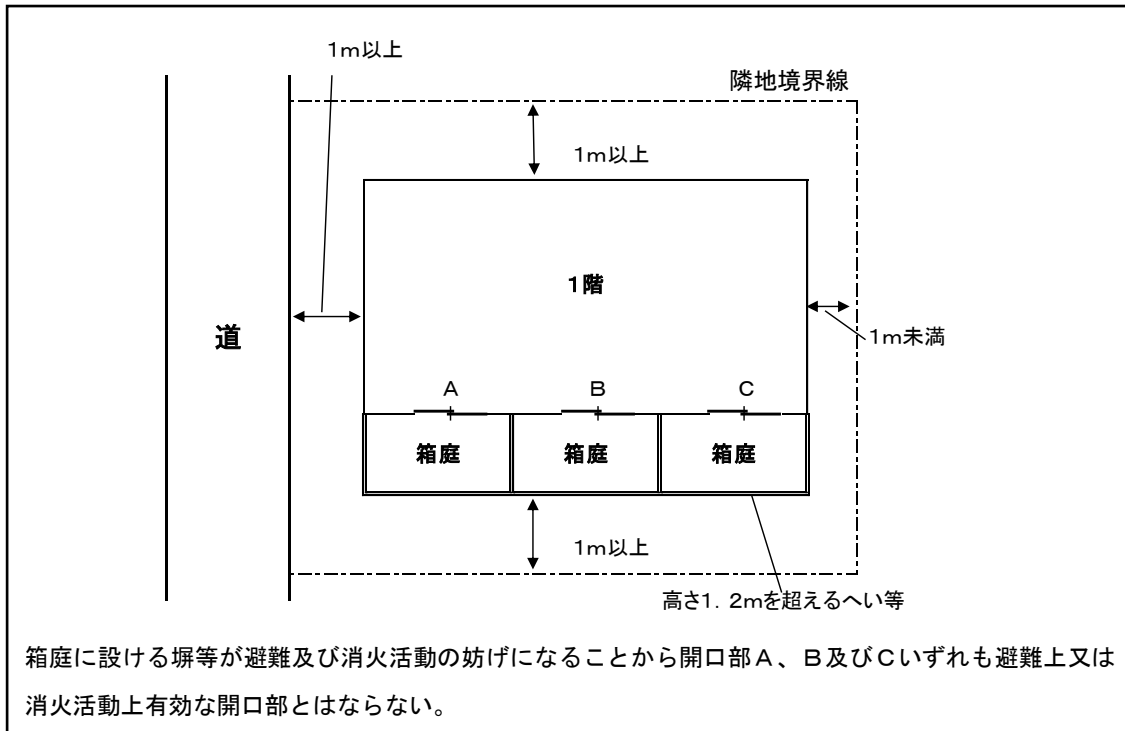 1m以上
隣地境界線
1m以上
1階
道
1m未満
A
B
C
箱庭
箱庭
箱庭
1m以上
高さ1.2mを超えるへい等
箱庭に設ける塀等が避難及び消火活動の妨げになることから開口部A、B及びCいずれも避難上又は
消火活動上有効な開口部とはならない。